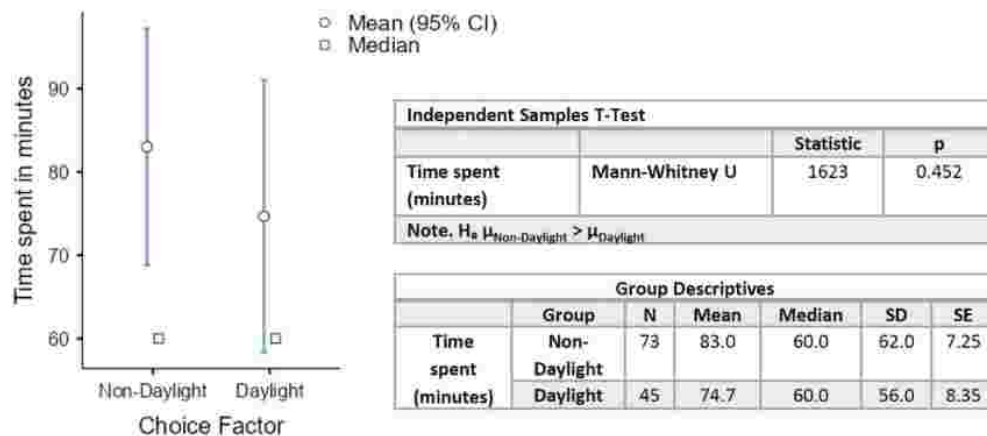 Mean (95% CI)
Median
Time spent in minutes
90
80
70
60
Non-Daylight
Daylight
Choice Factor
Independent Samples T-Test
Statistic p
Time spent (minutes) Mann-Whitney U 1623 0.452
Note. Hₐ μNon-Daylight > μDaylight
Group Descriptives
Group N Mean Median SD SE
Time spent (minutes) Non-Daylight 73 83.0 60.0 62.0 7.25
Daylight 45 74.7 60.0 56.0 8.35